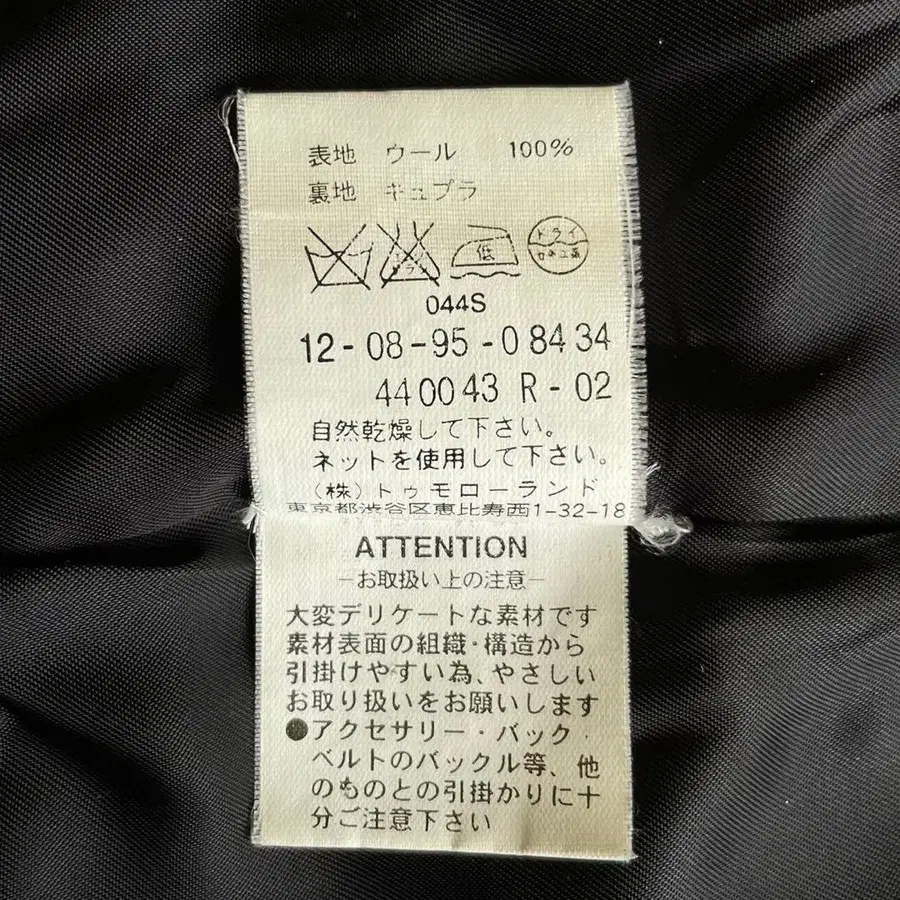 表地 ウール 100%
裏地 キュプラ
低
ドライ
044S
12-08-95-08434
440043 R-02
自然乾燥して下さい。
ネットを使用して下さい。
(株)トゥモローランド
東京都渋谷区恵比寿西1-32-18
ATTENTION
—お取扱い上の注意—
大変デリケートな素材です
素材表面の組織・構造から
引掛けやすい為、やさしい
お取り扱いをお願いします
●アクセサリー・バック・
ベルトのバックル等、他
のものとの引掛かりに十
分ご注意下さい